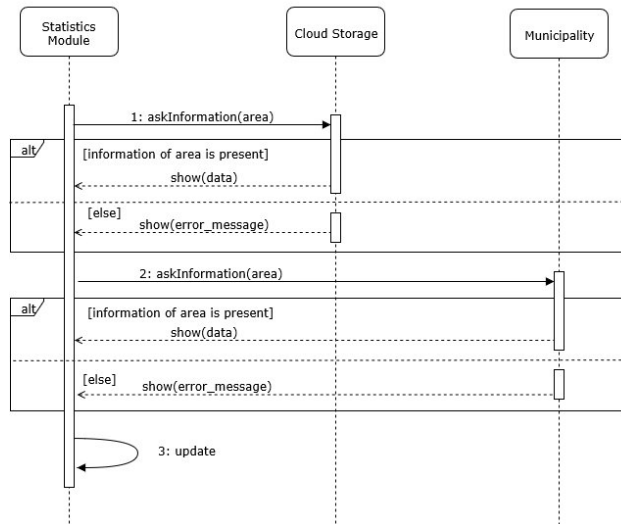 Statistics
Module
Cloud Storage
Municipality
1: askInformation(area)
alt
[information of area is present]
show(data)
[else]
show(error_message)
2: askInformation(area)
alt
[information of area is present]
show(data)
[else]
show(error_message)
3: update